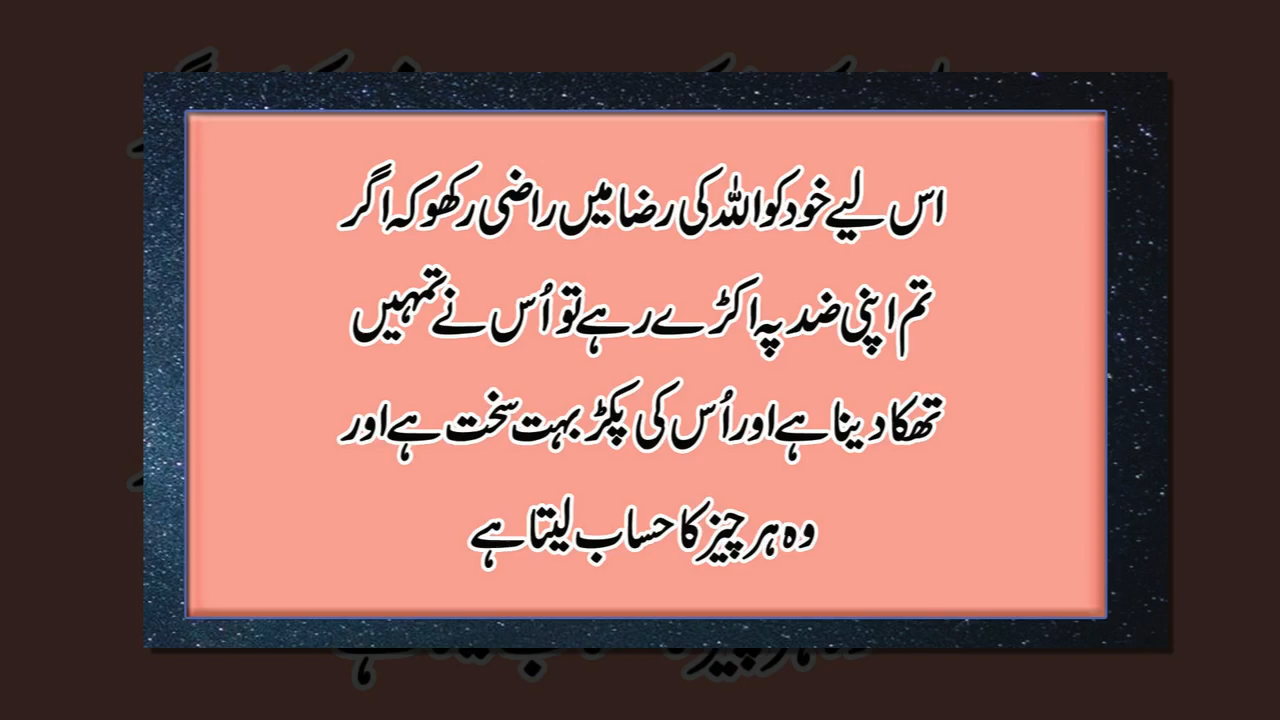 اس لیے خود کو اللہ کی رضا میں راضی رکھو کہ اگر
تم اپنی ضد پہ اکڑے رہے تو اُس نے تمہیں
تھکا دینا ہے اور اُس کی پکڑ بہت سخت ہے اور
وہ ہر چیز کا حساب لیتا ہے